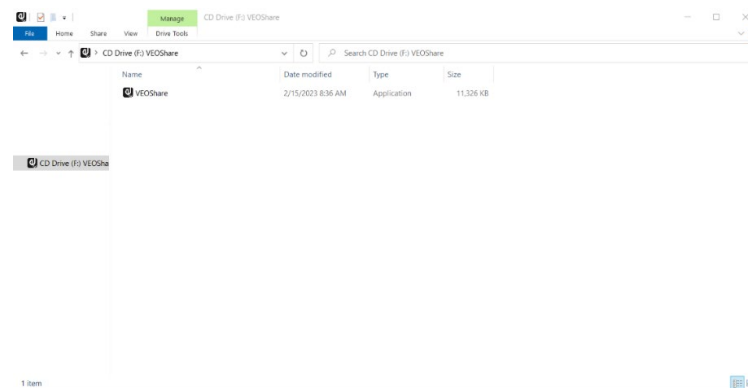 Manage
CD Drive (F:) VEOShare
File
Home
Share
View
Drive Tools
CD Drive (F:) VEOShare
Search CD Drive (F:) VEOShare
Name
Date modified
Type
Size
VEOShare
2/15/2023 8:36 AM
Application
11,326 KB
CD Drive (F:) VEOSha
1 item